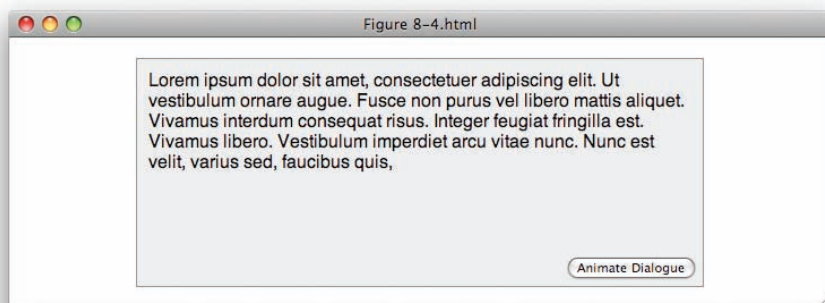 Figure 8-4.html
Lorem ipsum dolor sit amet, consectetuer adipiscing elit. Ut
vestibulum ornare augue. Fusce non purus vel libero mattis aliquet.
Vivamus interdum consequat risus. Integer feugiat fringilla est.
Vivamus libero. Vestibulum imperdiet arcu vitae nunc. Nunc est
velit, varius sed, faucibus quis,
Animate Dialogue